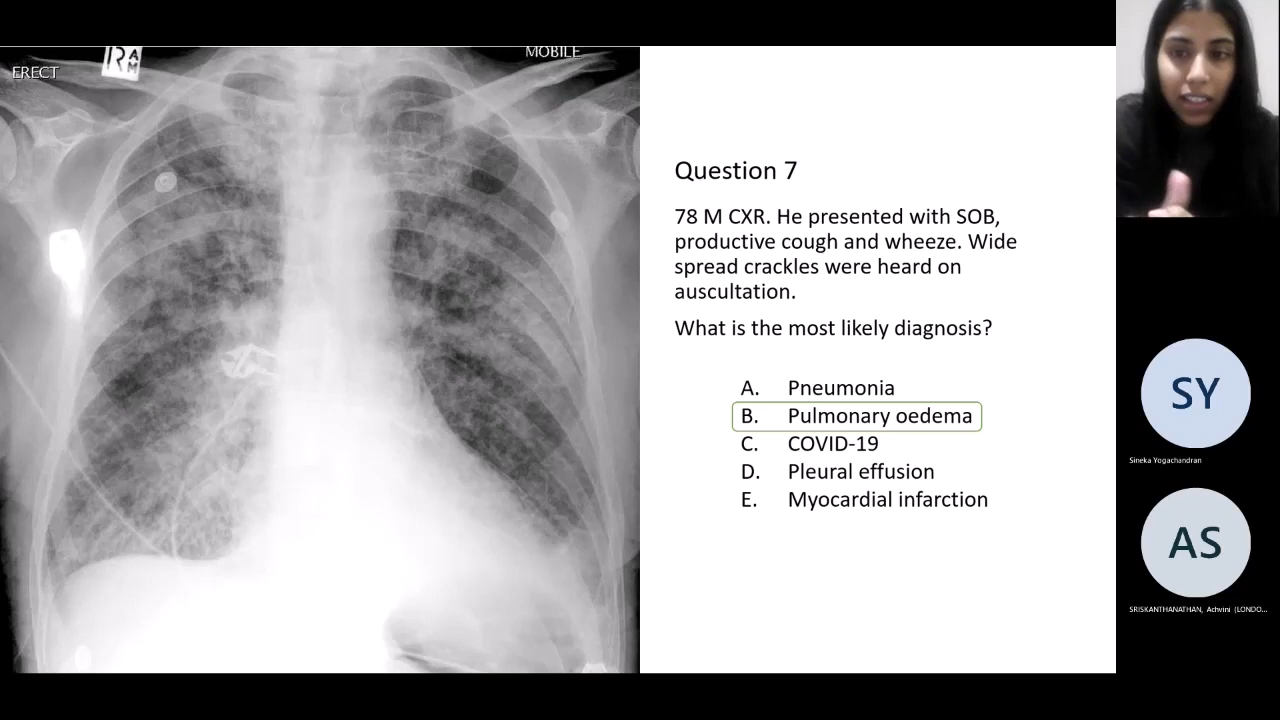 ERECT
R AM
MOBILE
Question 7
78 M CXR. He presented with SOB,
productive cough and wheeze. Wide
spread crackles were heard on
auscultation.
What is the most likely diagnosis?
A. Pneumonia
B. Pulmonary oedema
C. COVID-19
D. Pleural effusion
E. Myocardial infarction
SY
Sineka Yogachandran
AS
SRISKANTHANATHAN, Achvini (LONDO...